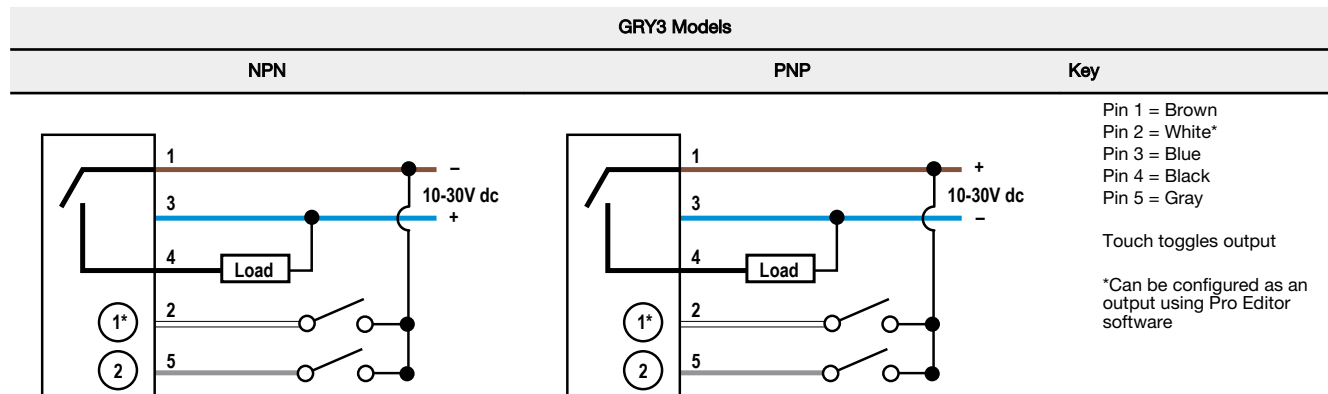 GRY3 Models
NPN
PNP
Key
1
–
10-30V dc
3
+
4
Load
1*
2
2
5
1
+
10-30V dc
3
–
4
Load
1*
2
2
5
Pin 1 = Brown
Pin 2 = White*
Pin 3 = Blue
Pin 4 = Black
Pin 5 = Gray
Touch toggles output
*Can be configured as an
output using Pro Editor
software